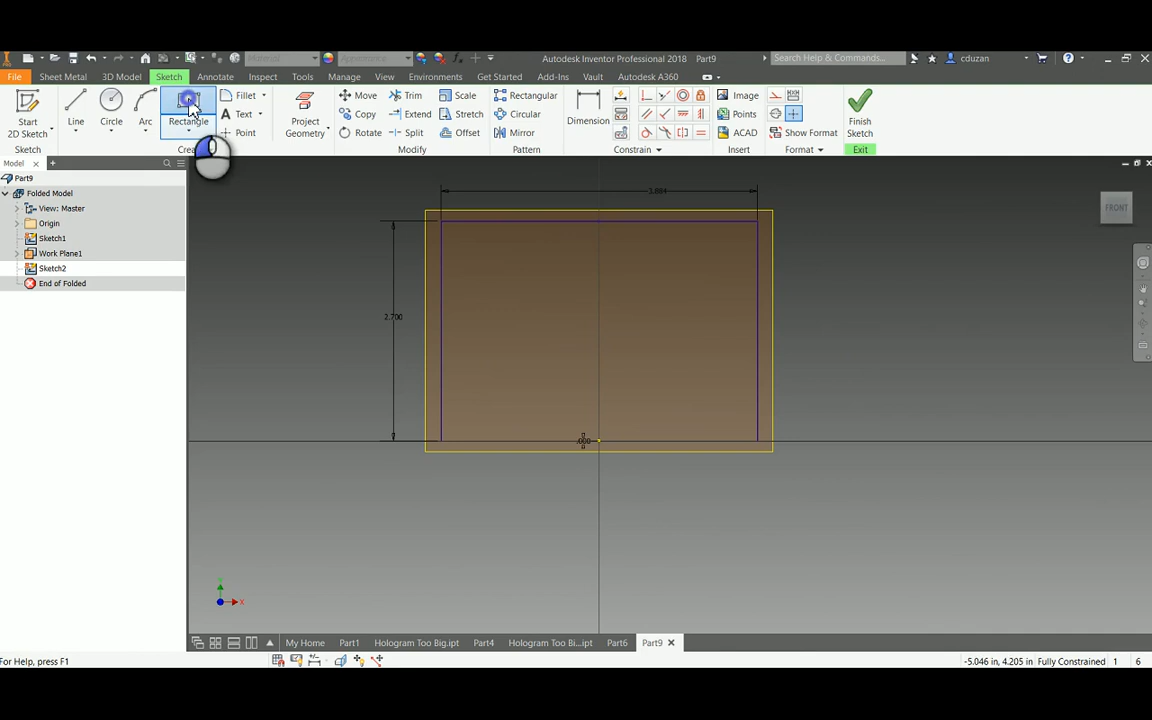 Autodesk Inventor Professional 2018 Part9
Search Help & Commands...
cduzan
File Sheet Metal 3D Model Sketch Annotate Inspect Tools Manage View Environments Get Started Add-Ins Vault Autodesk A360
Start
2D Sketch
Line
Circle
Arc
Rectangle
Fillet
Text
Point
Project
Geometry
Move
Copy
Rotate
Trim
Extend
Split
Scale
Stretch
Offset
Rectangular
Circular
Mirror
Dimension
Image
Points
ACAD
Show Format
Finish
Sketch
Sketch
Modify
Pattern
Constrain
Insert
Format
Exit
Model
Part9
Folded Model
View: Master
Origin
Sketch1
Work Plane1
Sketch2
End of Folded
2.700
.000
FRONT
My Home Part1 Hologram Too Big.ipt Part4 Hologram Too Bi...ipt Part6 Part9
For Help, press F1
-5.046 in, 4.205 in Fully Constrained 1 6